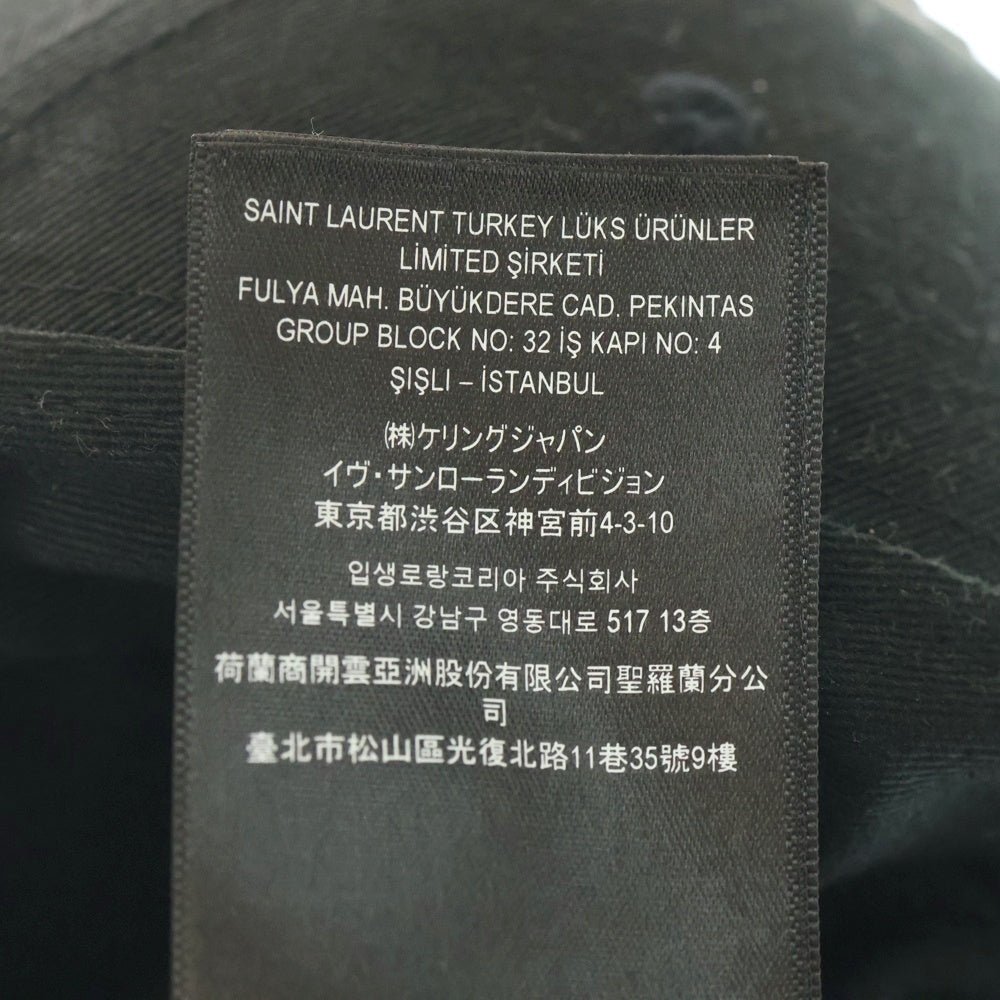 SAINT LAURENT TURKEY LÜKS ÜRÜNLER
LİMİTED ŞİRKETİ
FULYA MAH. BÜYÜKDERE CAD. PEKINTAS
GROUP BLOCK NO: 32 İŞ KAPI NO: 4
ŞIŞLI – İSTANBUL
㈱ケリングジャパン
イヴ・サンローランディビジョン
東京都渋谷区神宮前4-3-10
입생로랑코리아 주식회사
서울특별시 강남구 영동대로 517 13층
荷蘭商開雲亞洲股份有限公司聖羅蘭分公
司
臺北市松山區光復北路11巷35號9樓